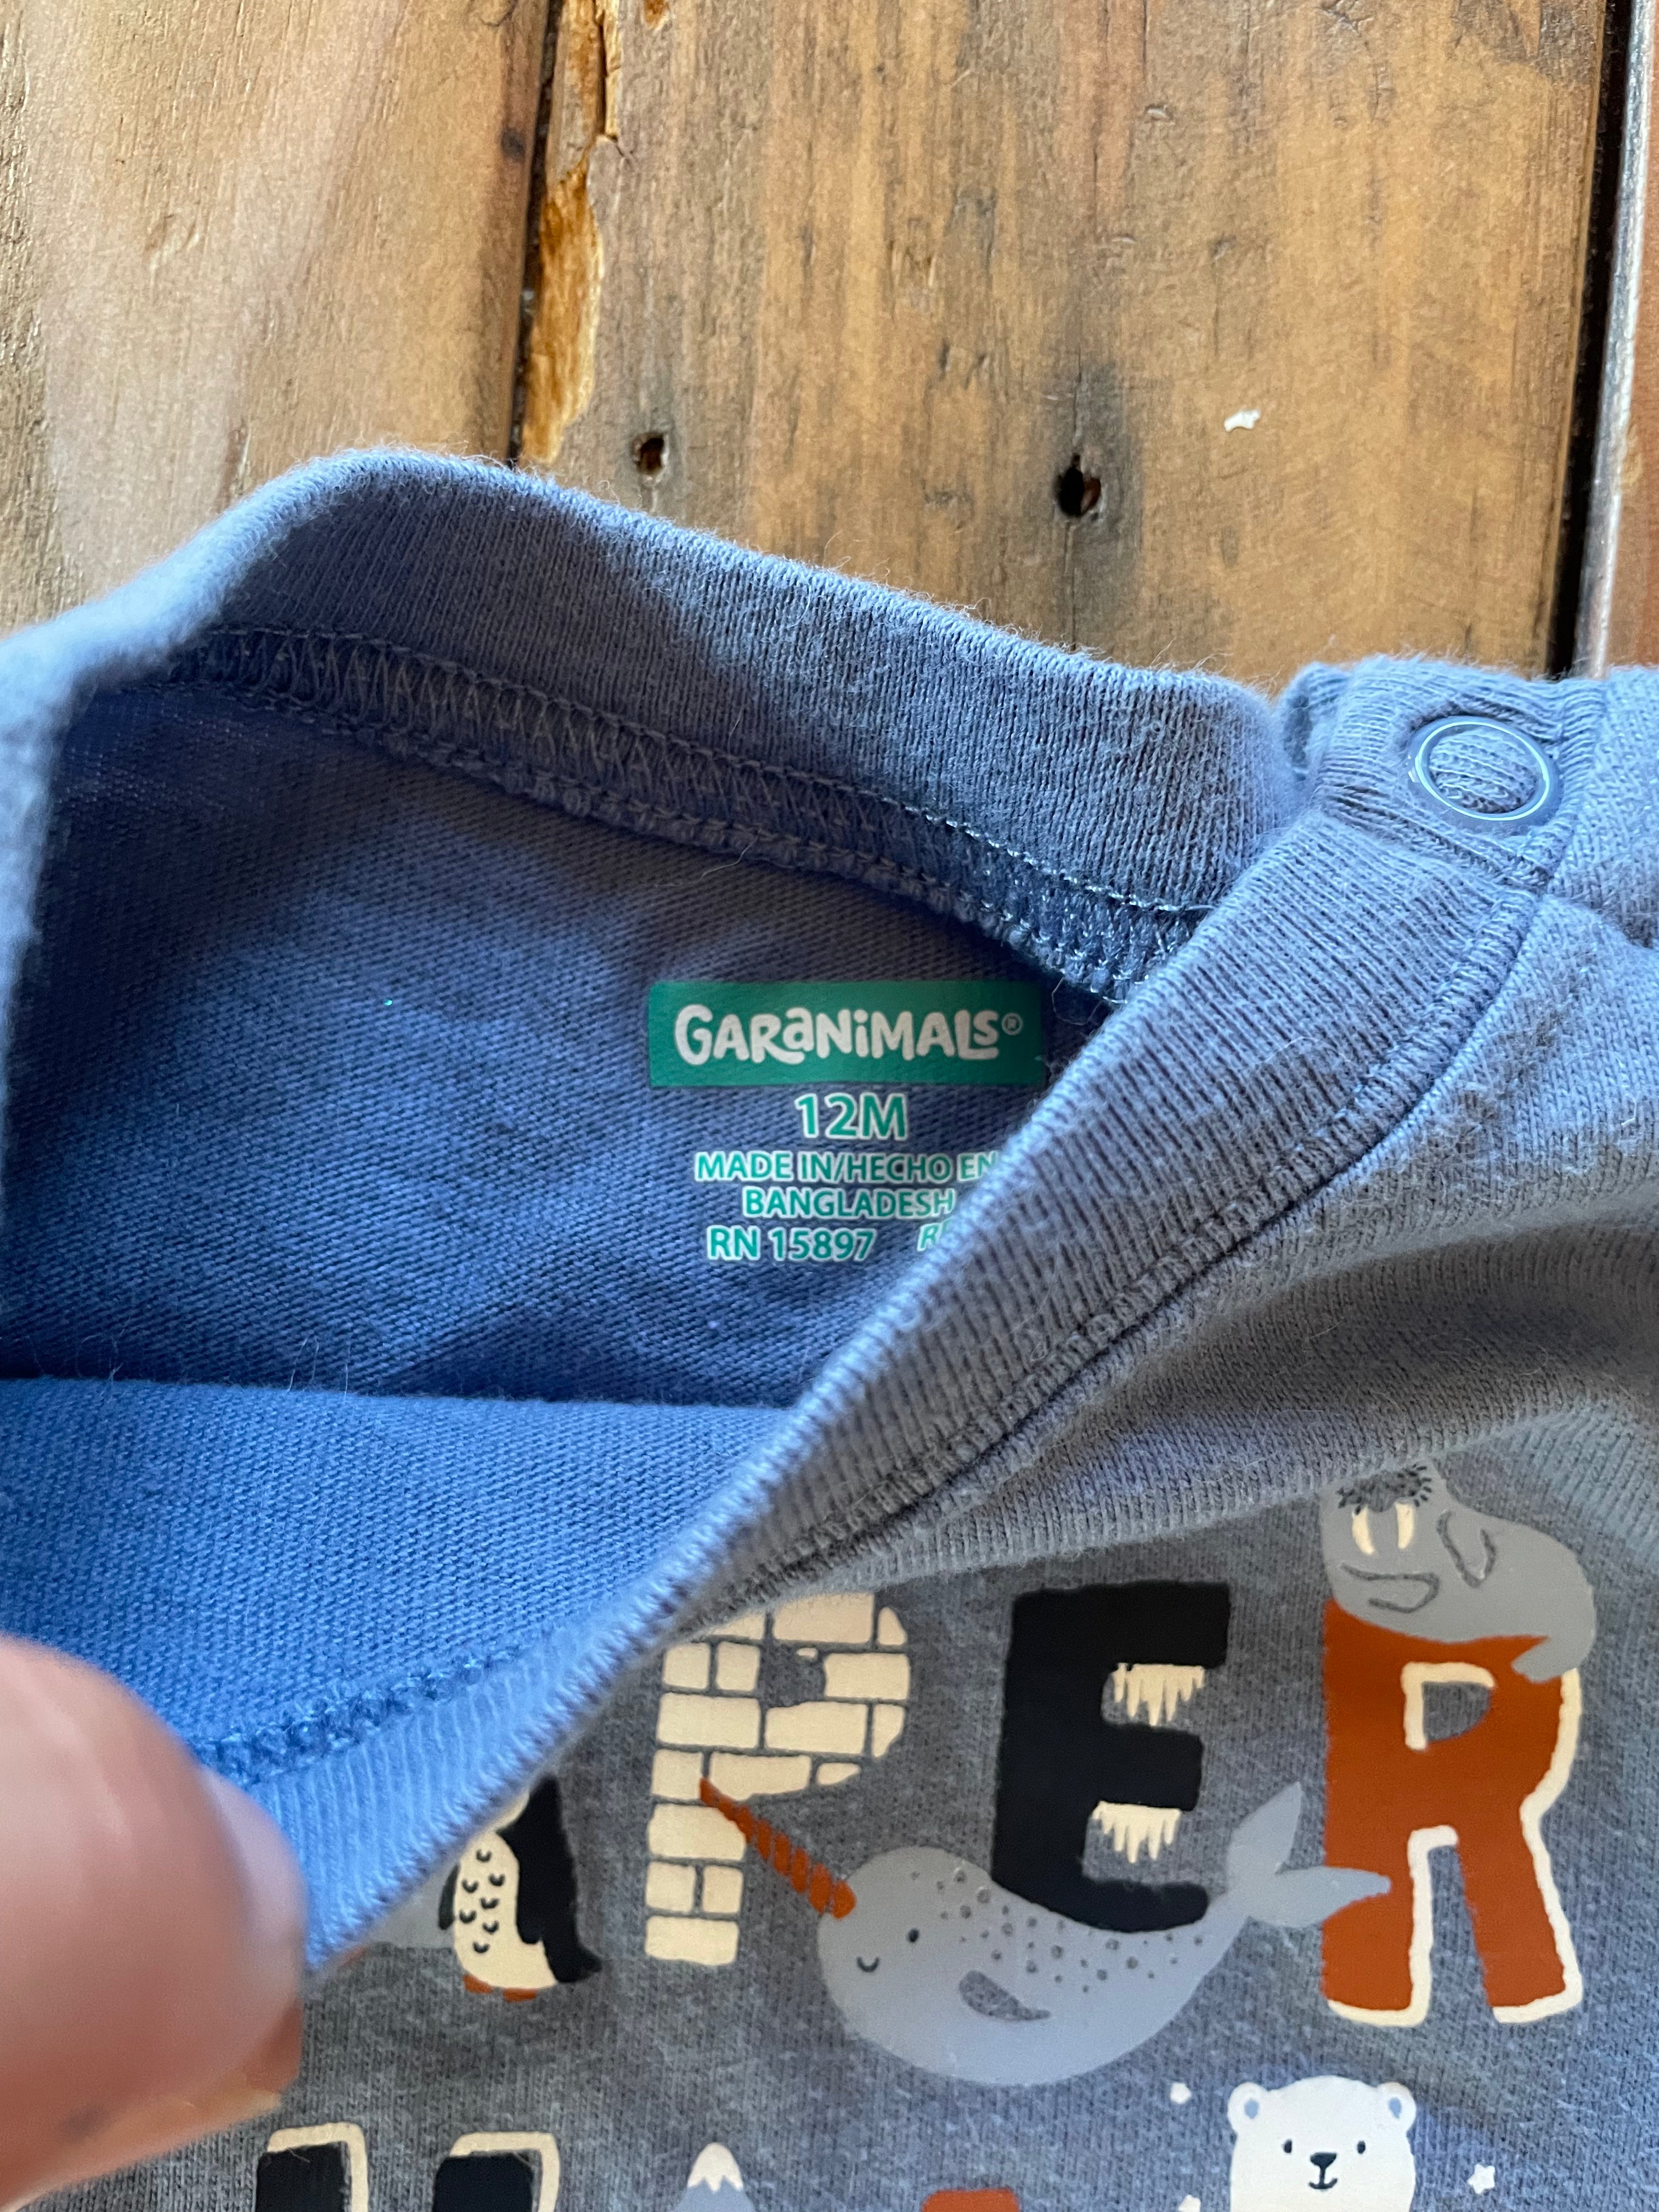 GARANIMALS®
12M
MADE IN/HECHO EN
BANGLADESH
RN 15897
PER